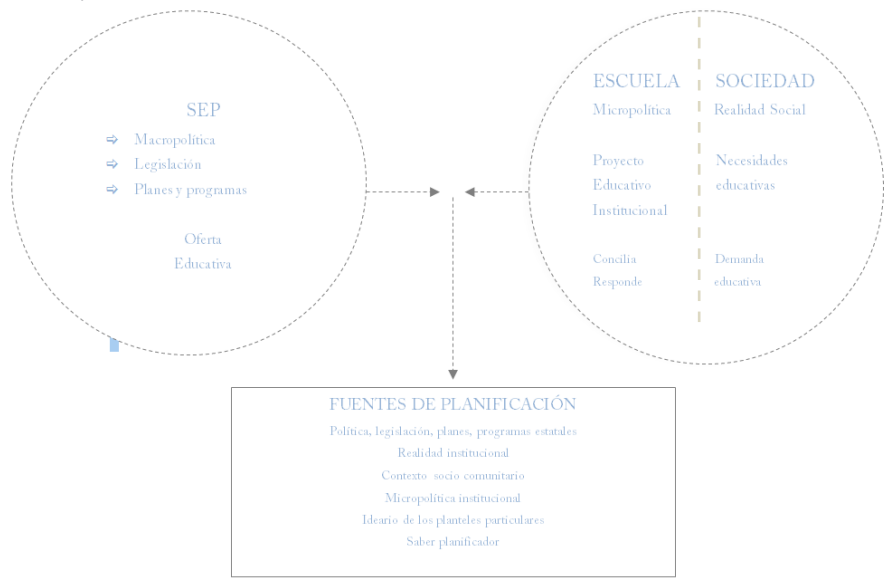 SEP
⇨ Macropolítica
⇨ Legislación
⇨ Planes y programas
Oferta
Educativa
ESCUELA
Micropolítica
Proyecto
Educativo
Institucional
Concilia
Responde
SOCIEDAD
Realidad Social
Necesidades
educativas
Demanda
educativa
FUENTES DE PLANIFICACIÓN
Política, legislación, planes, programas estatales
Realidad institucional
Contexto socio comunitario
Micropolítica institucional
Ideario de los planteles particulares
Saber planificador